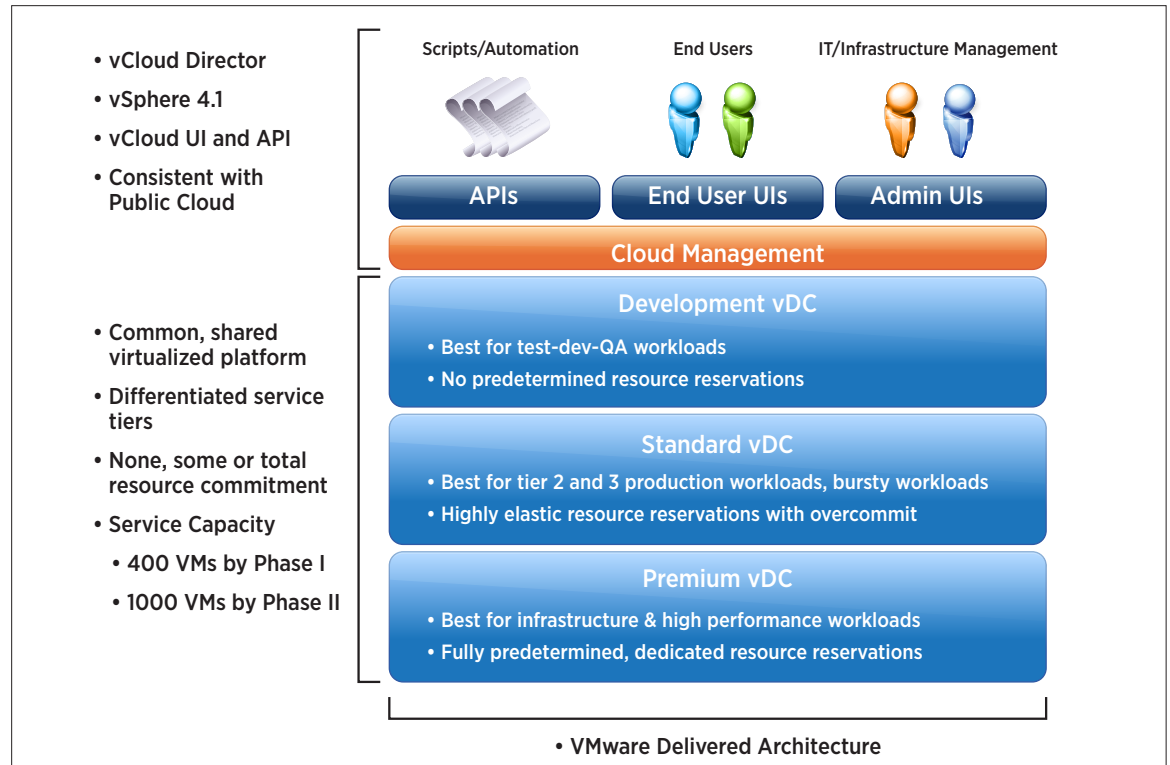 • vCloud Director
• vSphere 4.1
• vCloud UI and API
• Consistent with
Public Cloud
Scripts/Automation
End Users
IT/Infrastructure Management
APIs
End User UIs
Admin UIs
Cloud Management
• Common, shared
virtualized platform
• Differentiated service
tiers
• None, some or total
resource commitment
• Service Capacity
• 400 VMs by Phase I
• 1000 VMs by Phase II
Development vDC
• Best for test-dev-QA workloads
• No predetermined resource reservations
Standard vDC
• Best for tier 2 and 3 production workloads, bursty workloads
• Highly elastic resource reservations with overcommit
Premium vDC
• Best for infrastructure & high performance workloads
• Fully predetermined, dedicated resource reservations
• VMware Delivered Architecture